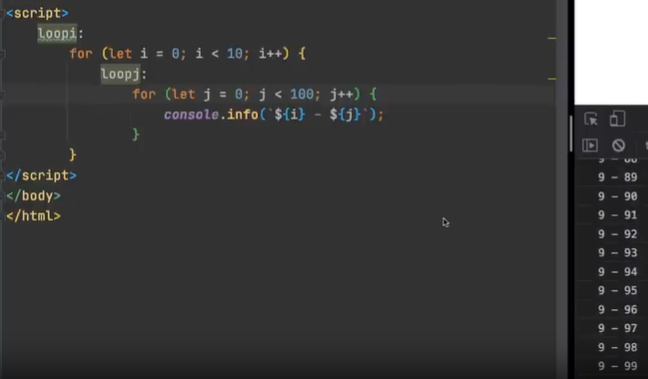 <script>
loopi:
for (let i = 0; i < 10; i++) {
loopj:
for (let j = 0; j < 100; j++) {
console.info(`${i} - ${j}`);
}
}
</script>
</body>
</html>
9 - 89
9 - 90
9 - 91
9 - 92
9 - 93
9 - 94
9 - 95
9 - 96
9 - 97
9 - 98
9 - 99